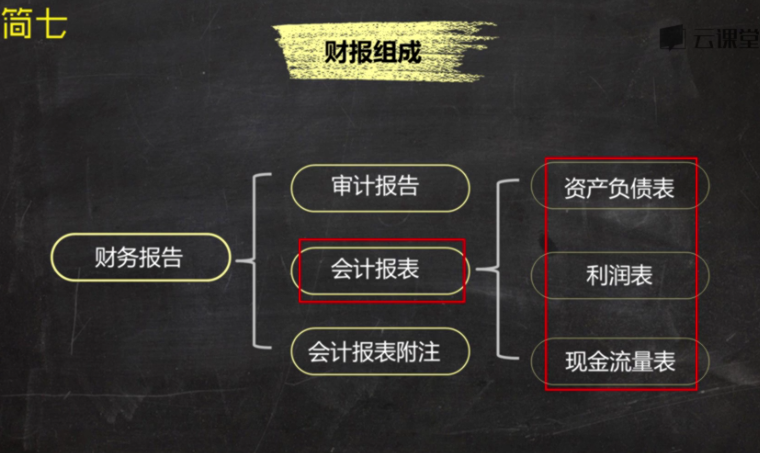 简七
云课堂
财报组成
财务报告
审计报告
会计报表
会计报表附注
资产负债表
利润表
现金流量表